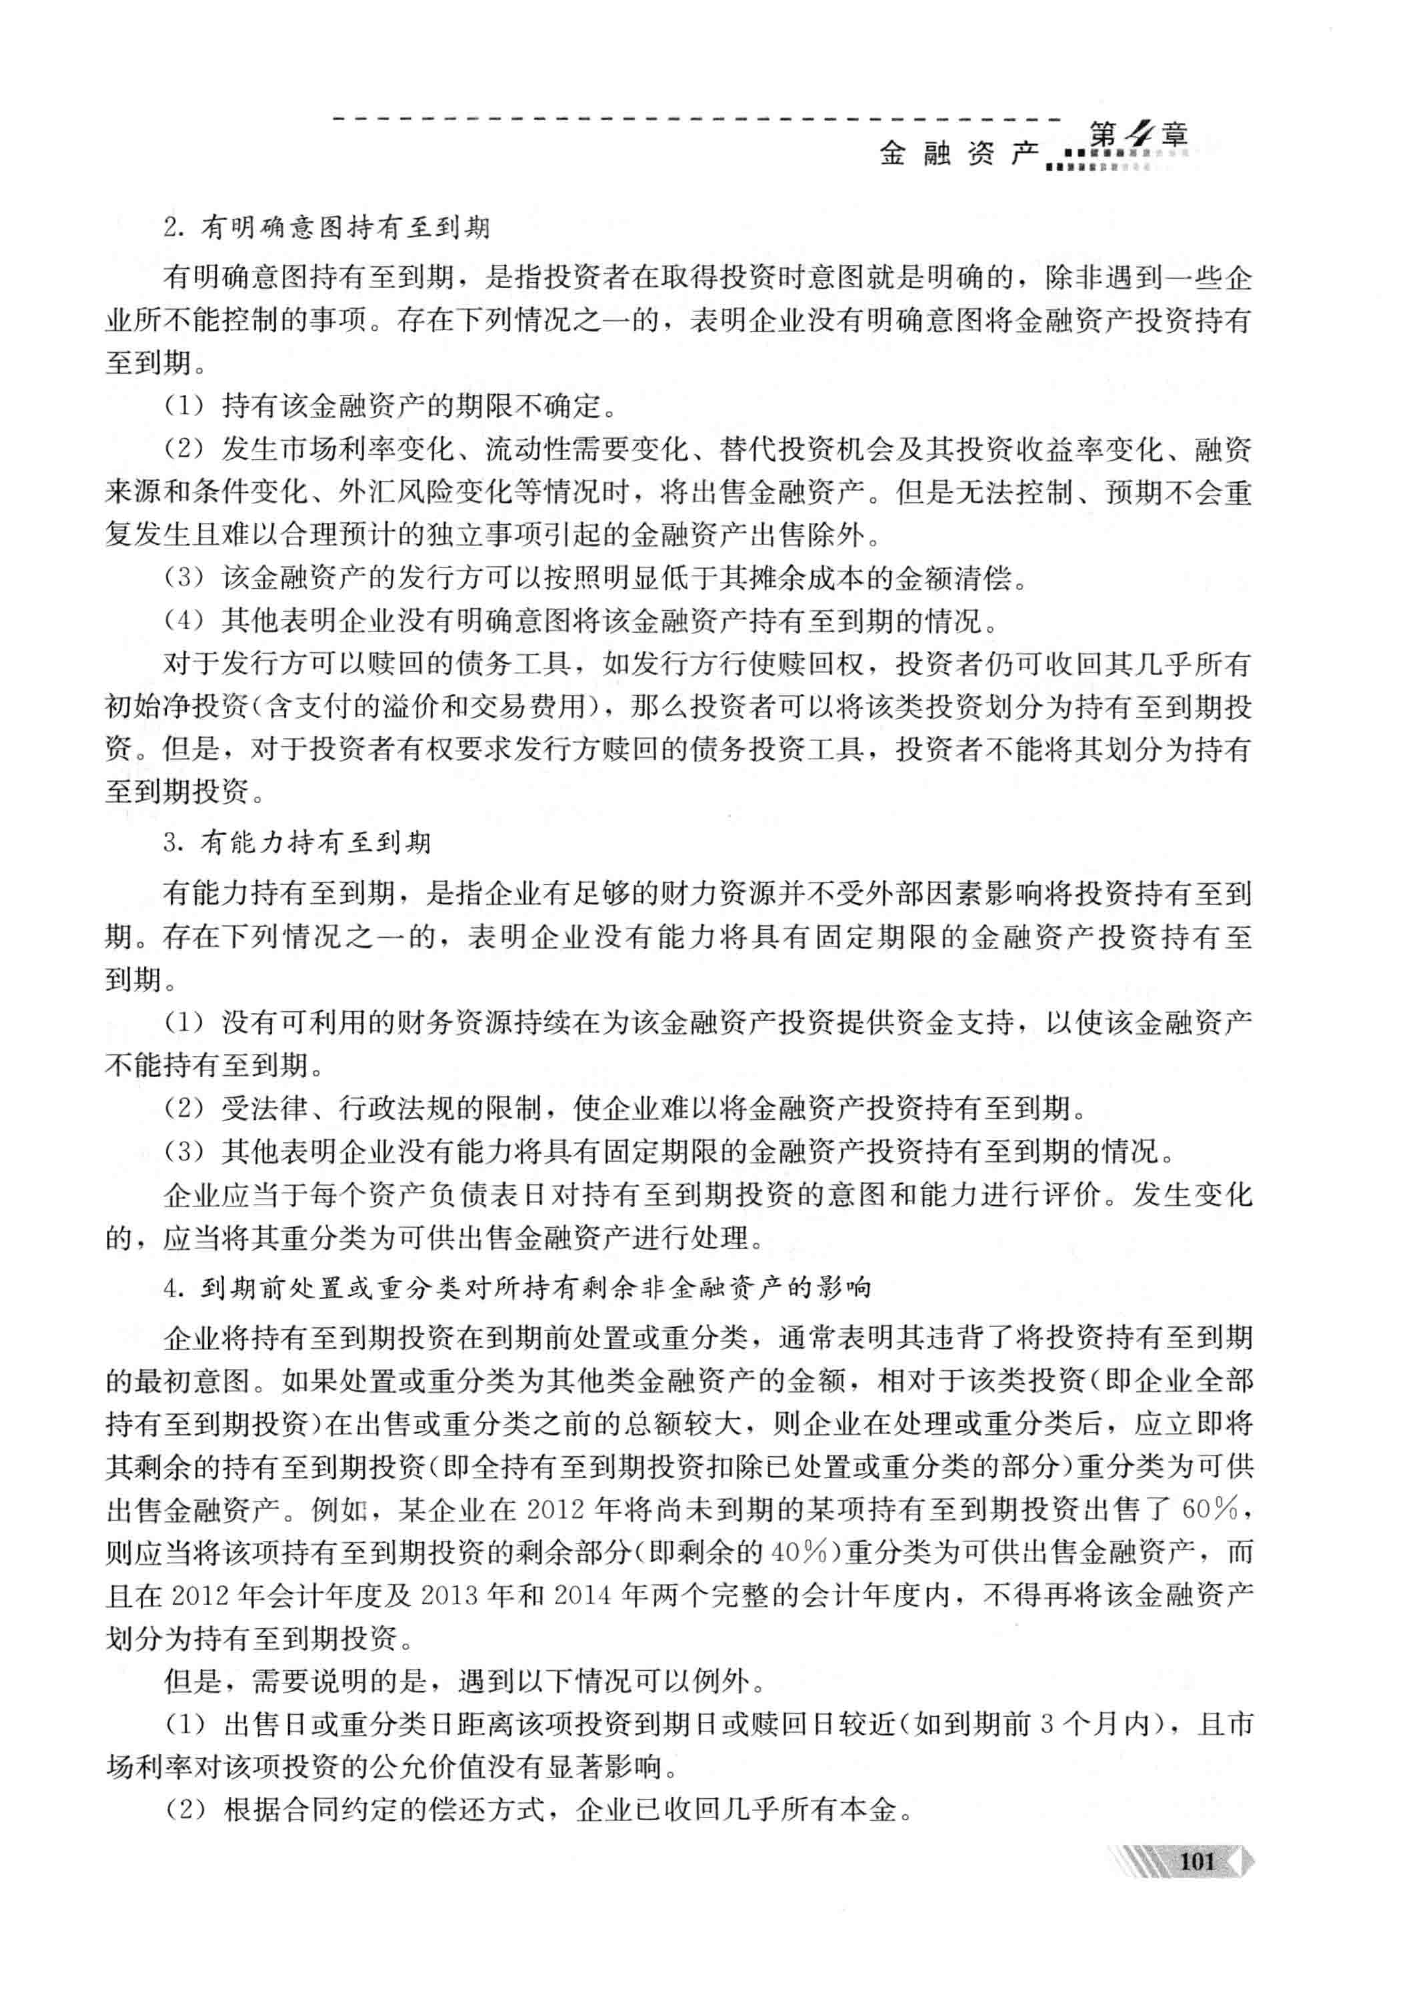 第4章
金融资产
2. 有明确意图持有至到期
有明确意图持有至到期，是指投资者在取得投资时意图就是明确的，除非遇到一些企
业所不能控制的事项。存在下列情况之一的，表明企业没有明确意图将金融资产投资持有
至到期。
（1）持有该金融资产的期限不确定。
（2）发生市场利率变化、流动性需要变化、替代投资机会及其投资收益率变化、融资
来源和条件变化、外汇风险变化等情况时，将出售金融资产。但是无法控制、预期不会重
复发生且难以合理预计的独立事项引起的金融资产出售除外。
（3）该金融资产的发行方可以按照明显低于其摊余成本的金额清偿。
（4）其他表明企业没有明确意图将该金融资产持有至到期的情况。
对于发行方可以赎回的债务工具，如发行方行使赎回权，投资者仍可收回其几乎所有
初始净投资(含支付的溢价和交易费用)，那么投资者可以将该类投资划分为持有至到期投
资。但是，对于投资者有权要求发行方赎回的债务投资工具，投资者不能将其划分为持有
至到期投资。
3. 有能力持有至到期
有能力持有至到期，是指企业有足够的财力资源并不受外部因素影响将投资持有至到
期。存在下列情况之一的，表明企业没有能力将具有固定期限的金融资产投资持有至
到期。
（1）没有可利用的财务资源持续在为该金融资产投资提供资金支持，以使该金融资产
不能持有至到期。
（2）受法律、行政法规的限制，使企业难以将金融资产投资持有至到期。
（3）其他表明企业没有能力将具有固定期限的金融资产投资持有至到期的情况。
企业应当于每个资产负债表日对持有至到期投资的意图和能力进行评价。发生变化
的，应当将其重分类为可供出售金融资产进行处理。
4. 到期前处置或重分类对所持有剩余非金融资产的影响
企业将持有至到期投资在到期前处置或重分类，通常表明其违背了将投资持有至到期
的最初意图。如果处置或重分类为其他类金融资产的金额，相对于该类投资(即企业全部
持有至到期投资)在出售或重分类之前的总额较大，则企业在处理或重分类后，应立即将
其剩余的持有至到期投资(即全持有至到期投资扣除已处置或重分类的部分)重分类为可供
出售金融资产。例如，某企业在 2012 年将尚未到期的某项持有至到期投资出售了 60%，
则应当将该项持有至到期投资的剩余部分(即剩余的 40%)重分类为可供出售金融资产，而
且在 2012 年会计年度及 2013 年和 2014 年两个完整的会计年度内，不得再将该金融资产
划分为持有至到期投资。
但是，需要说明的是，遇到以下情况可以例外。
（1）出售日或重分类日距离该项投资到期日或赎回日较近(如到期前 3 个月内)，且市
场利率对该项投资的公允价值没有显著影响。
（2）根据合同约定的偿还方式，企业已收回几乎所有本金。
101